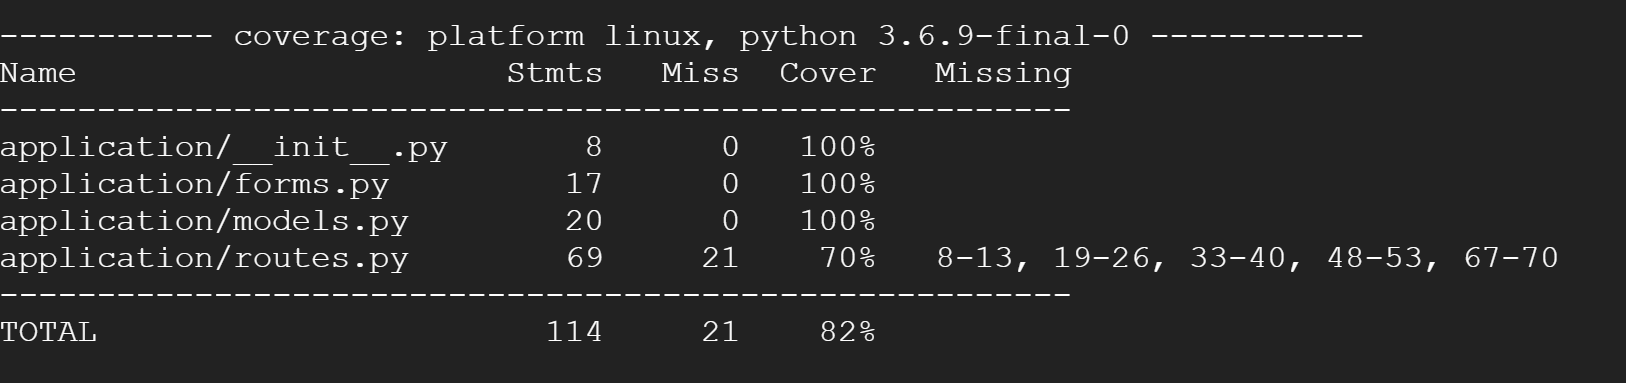 ----------- coverage: platform linux, python 3.6.9-final-0 -----------
Name                      Stmts   Miss  Cover   Missing
-------------------------------------------------------
application/__init__.py       8      0   100%
application/forms.py         17      0   100%
application/models.py        20      0   100%
application/routes.py        69     21    70%   8-13, 19-26, 33-40, 48-53, 67-70
-------------------------------------------------------
TOTAL                       114     21    82%